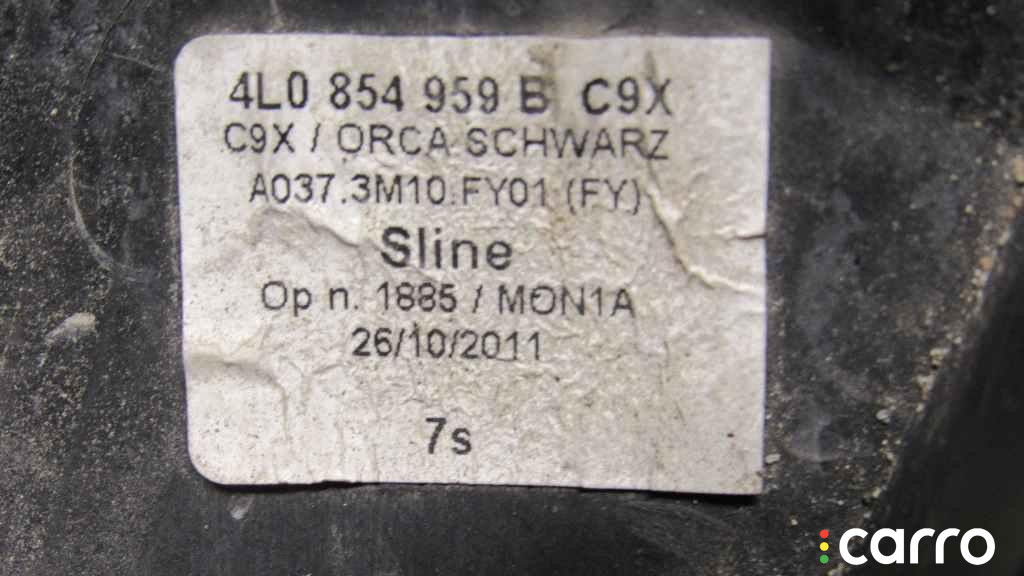 4L0 854 959 B C9X
C9X / ORCA SCHWARZ
A037.3M10.FY01 (FY)
Sline
Op n. 1885 / MON1A
26/10/2011
7s
carro